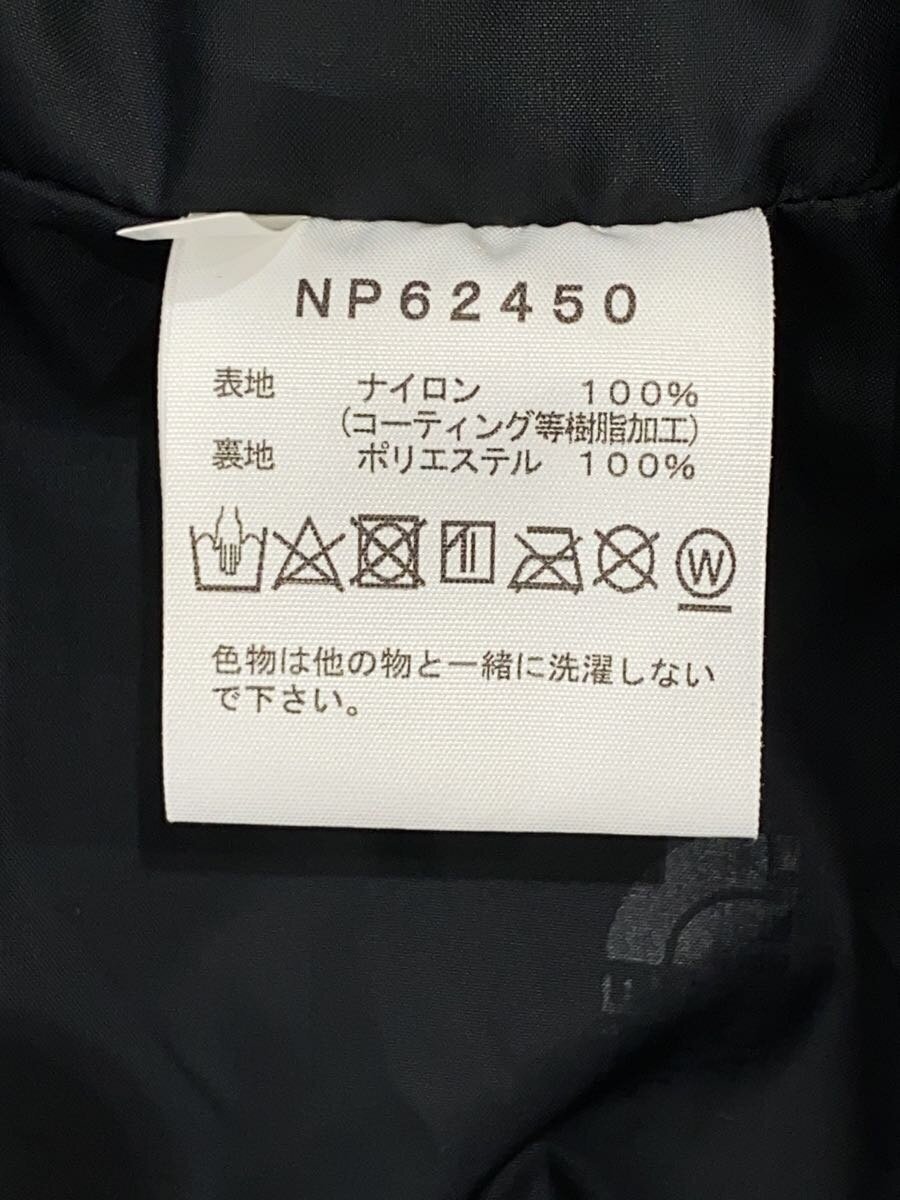 NP62450
表地 ナイロン 100%
(コーティング等樹脂加工)
裏地 ポリエステル 100%
W
色物は他の物と一緒に洗濯しない
で下さい。